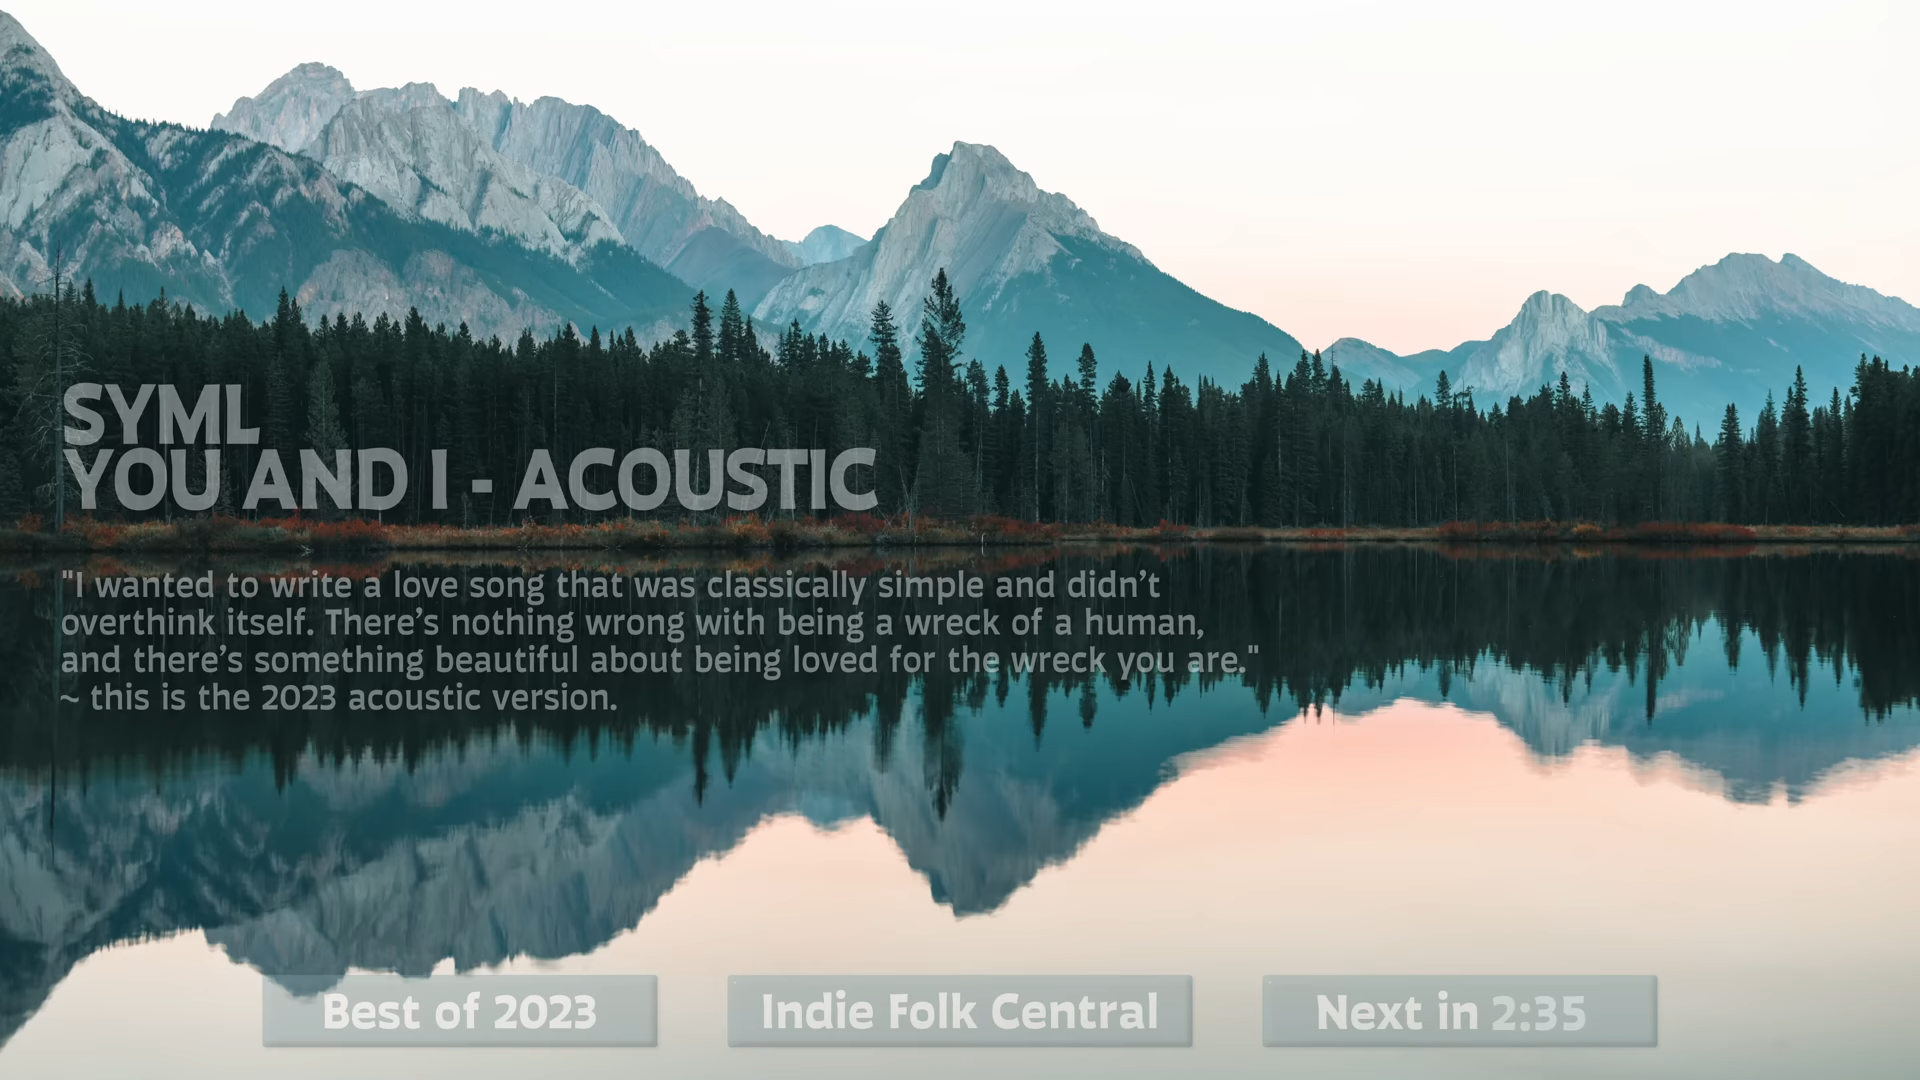 SYML
YOU AND I - ACOUSTIC
"I wanted to write a love song that was classically simple and didn’t
overthink itself. There’s nothing wrong with being a wreck of a human,
and there’s something beautiful about being loved for the wreck you are."
~ this is the 2023 acoustic version.
Best of 2023
Indie Folk Central
Next in 2:35